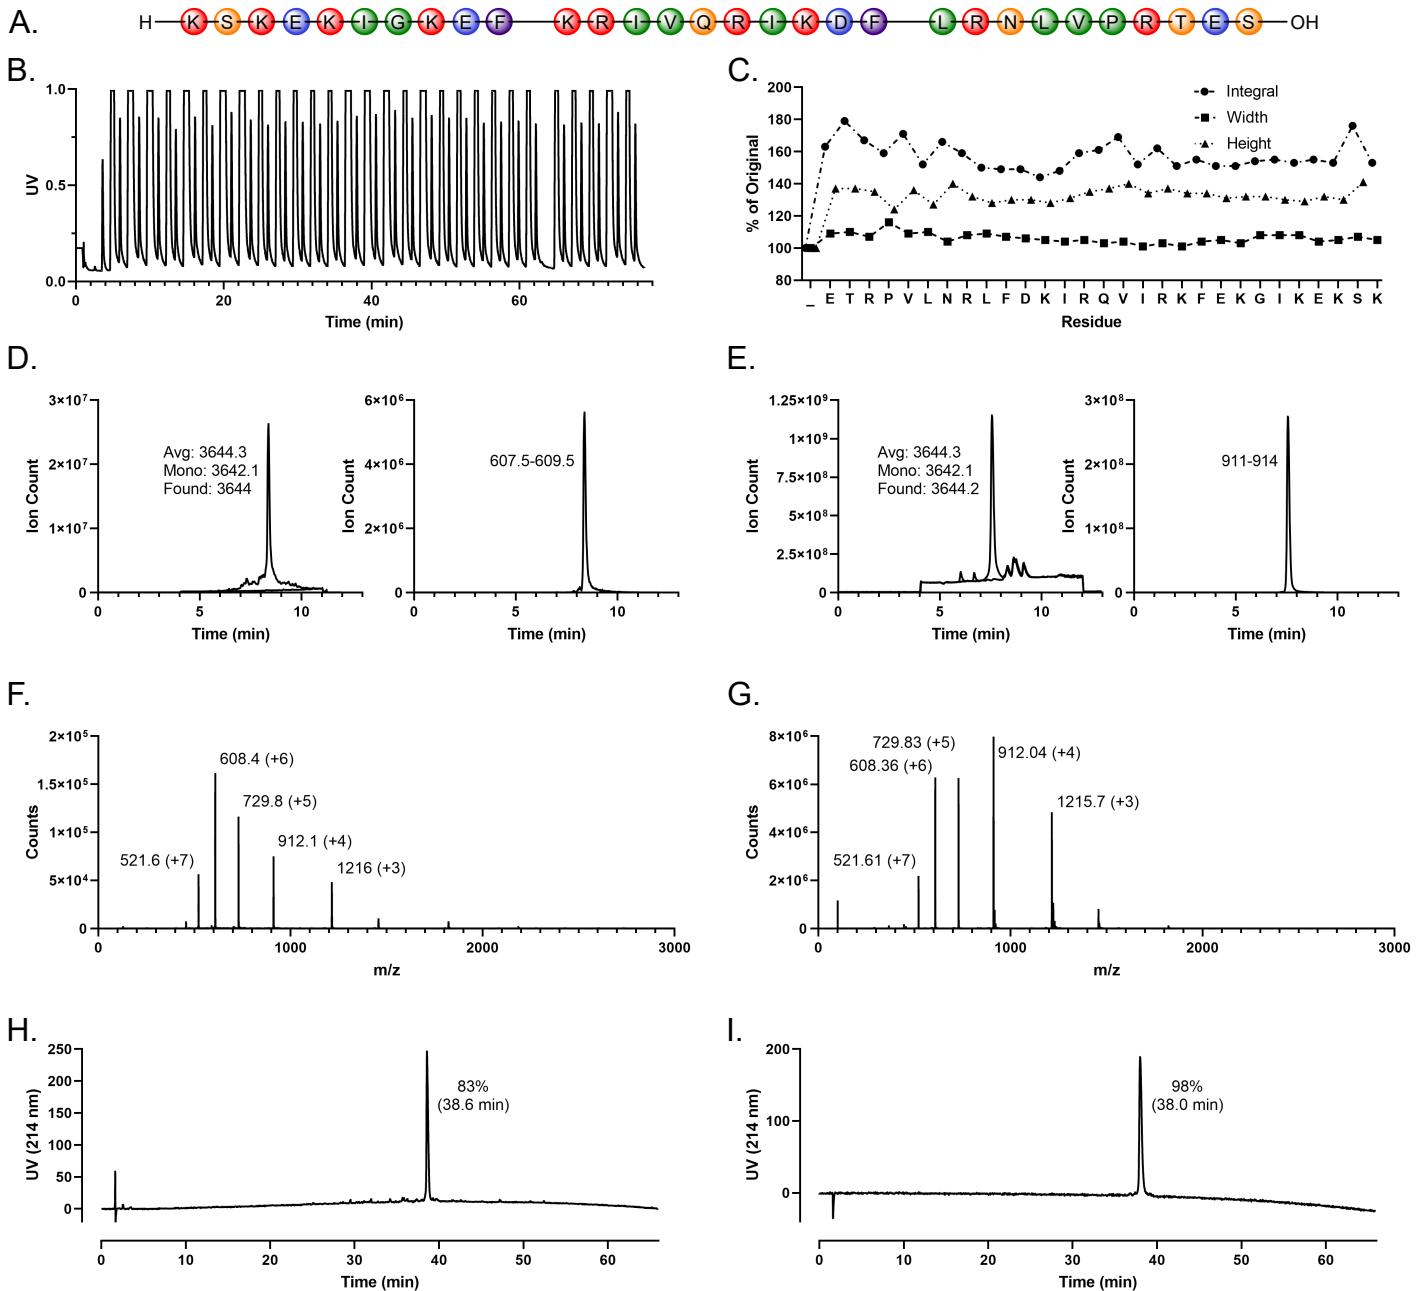 A.
H K S K E K I G K E F K R I V Q R I K D F L R N L V P R T E S OH
B.
1.0
0.5
0.0
UV
0 20 40 60
Time (min)
C.
200
180
160
140
120
100
80
% of Original
Integral
Width
Height
_ E T R P V L N R L F D K I R Q V I R K F E K G I K E K S K
Residue
D.
3×10⁷
2×10⁷
1×10⁷
0
Ion Count
Avg: 3644.3
Mono: 3642.1
Found: 3644
0 5 10
Time (min)
6×10⁶
4×10⁶
2×10⁶
0
Ion Count
607.5-609.5
0 5 10
Time (min)
E.
1.25×10⁹
1×10⁹
7.5×10⁸
5×10⁸
2.5×10⁸
0
Ion Count
Avg: 3644.3
Mono: 3642.1
Found: 3644.2
0 5 10
Time (min)
3×10⁸
2×10⁸
1×10⁸
0
Ion Count
911-914
0 5 10
Time (min)
F.
2×10⁵
1.5×10⁵
1×10⁵
5×10⁴
0
Counts
608.4 (+6)
729.8 (+5)
912.1 (+4)
521.6 (+7)
1216 (+3)
0 1000 2000 3000
m/z
G.
8×10⁶
6×10⁶
4×10⁶
2×10⁶
0
Counts
729.83 (+5)
912.04 (+4)
608.36 (+6)
1215.7 (+3)
521.61 (+7)
0 1000 2000 3000
m/z
H.
250
200
150
100
50
0
UV (214 nm)
83%
(38.6 min)
0 10 20 30 40 50 60
Time (min)
I.
200
100
0
UV (214 nm)
98%
(38.0 min)
0 10 20 30 40 50 60
Time (min)